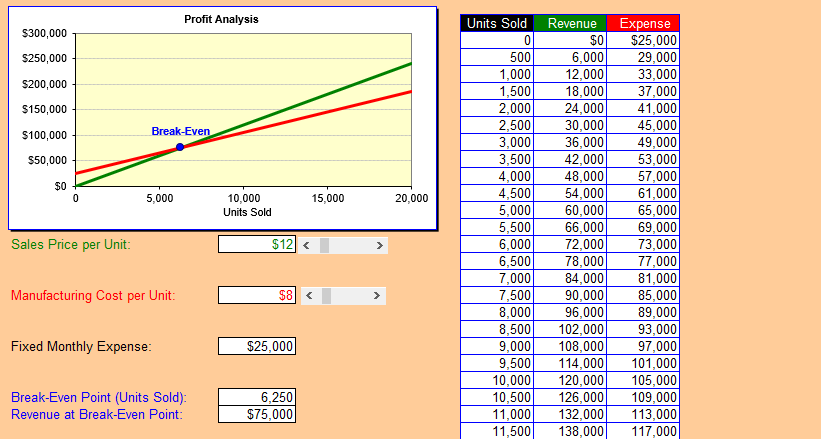 Profit Analysis
$300,000
$250,000
$200,000
$150,000
$100,000
$50,000
$0
Break-Even
0 5,000 10,000 15,000 20,000
Units Sold
Sales Price per Unit: $12
Manufacturing Cost per Unit: $8
Fixed Monthly Expense: $25,000
Break-Even Point (Units Sold): 6,250
Revenue at Break-Even Point: $75,000
Units Sold Revenue Expense
0 $0 $25,000
500 6,000 29,000
1,000 12,000 33,000
1,500 18,000 37,000
2,000 24,000 41,000
2,500 30,000 45,000
3,000 36,000 49,000
3,500 42,000 53,000
4,000 48,000 57,000
4,500 54,000 61,000
5,000 60,000 65,000
5,500 66,000 69,000
6,000 72,000 73,000
6,500 78,000 77,000
7,000 84,000 81,000
7,500 90,000 85,000
8,000 96,000 89,000
8,500 102,000 93,000
9,000 108,000 97,000
9,500 114,000 101,000
10,000 120,000 105,000
10,500 126,000 109,000
11,000 132,000 113,000
11,500 138,000 117,000